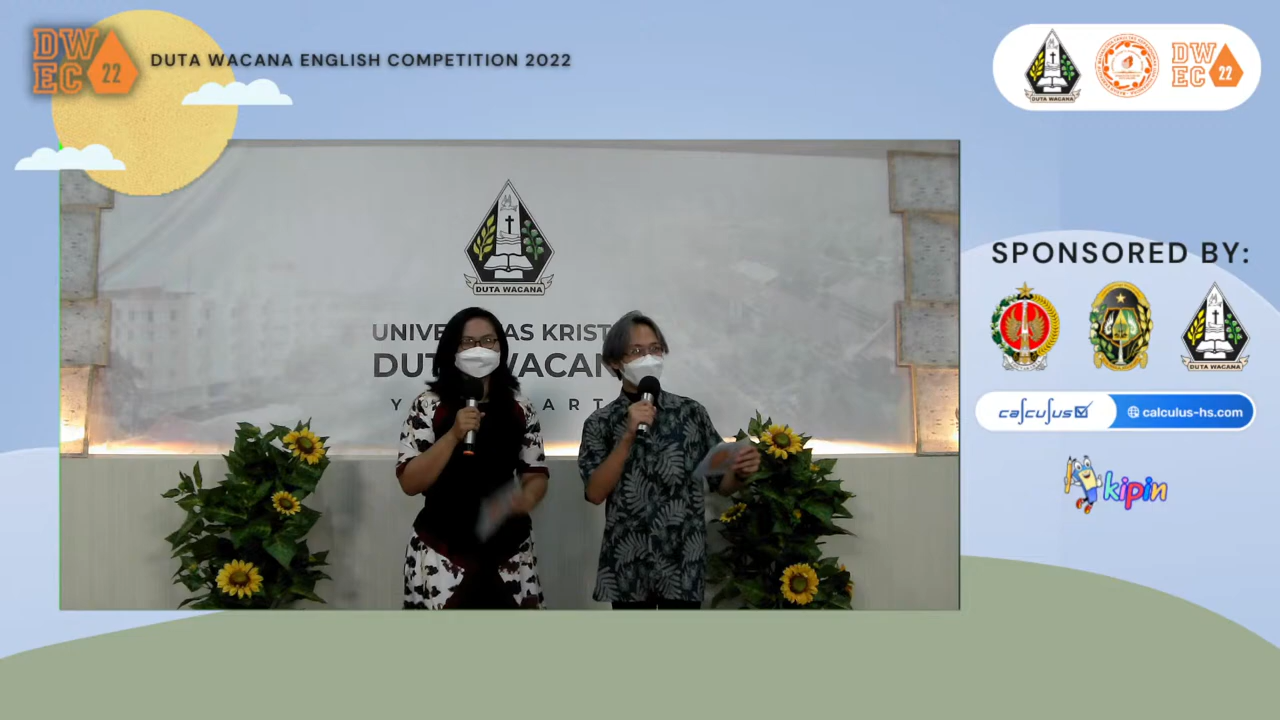 DW
EC 22
DUTA WACANA ENGLISH COMPETITION 2022
DUTA WACANA
DW
EC 22
DUTA WACANA
UNIVE AS KRIST
DUT WACAN
Y ART
SPONSORED BY:
DUTA WACANA
calculus calculus-hs.com
kipin